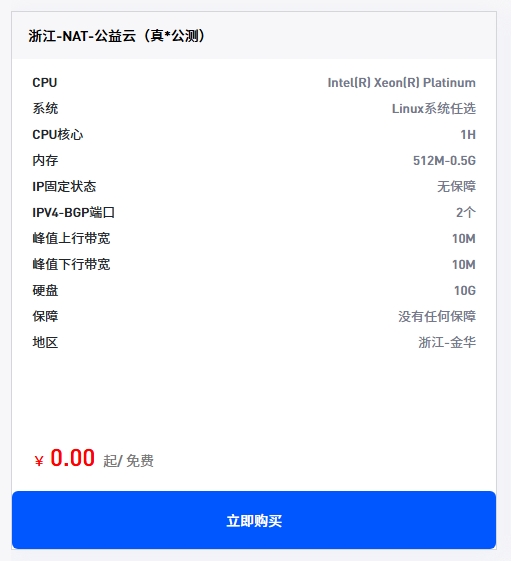 浙江-NAT-公益云（真*公测）
CPU Intel(R) Xeon(R) Platinum
系统 Linux系统任选
CPU核心 1H
内存 512M-0.5G
IP固定状态 无保障
IPV4-BGP端口 2个
峰值上行带宽 10M
峰值下行带宽 10M
硬盘 10G
保障 没有任何保障
地区 浙江-金华
¥ 0.00 起/ 免费
立即购买